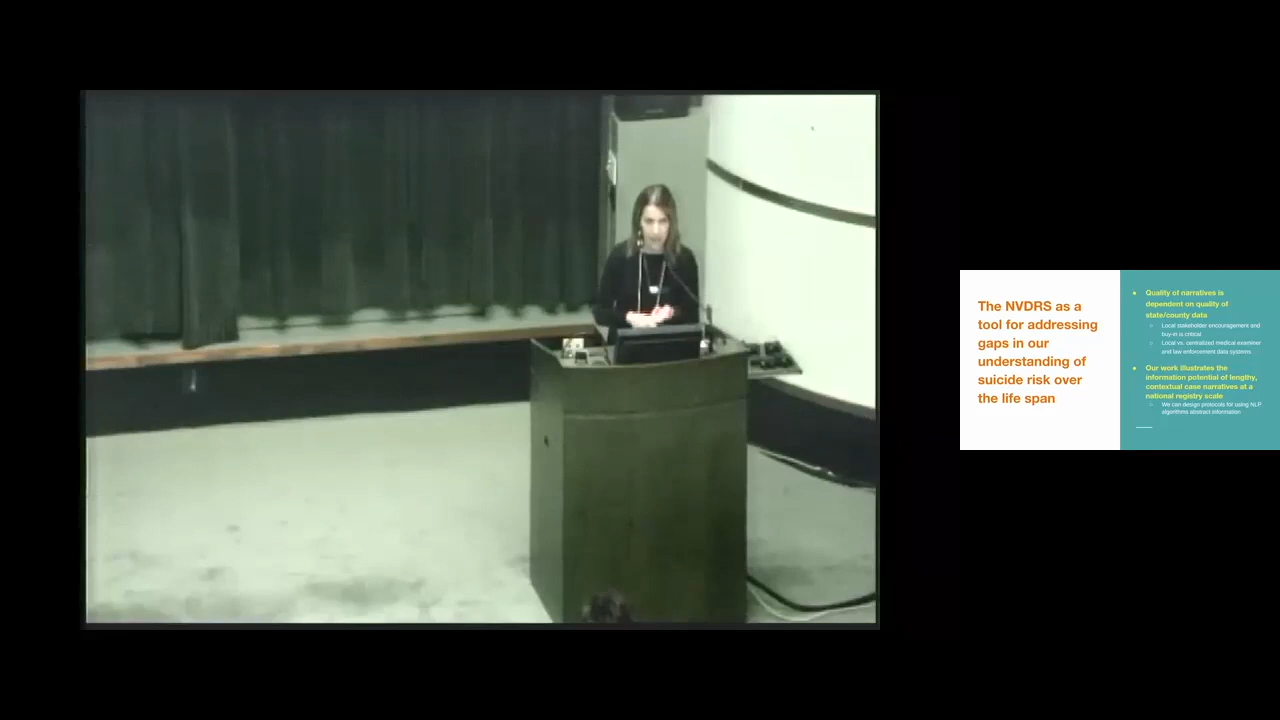 The NVDRS as a
tool for addressing
gaps in our
understanding of
suicide risk over
the life span
Quality of narratives is
dependent on quality of
state/county data
Local stakeholder encouragement and
buy-in is critical
Local vs. centralized medical examiner
and law enforcement data systems
Our work illustrates the
information potential of lengthy,
contextual case narratives at a
national registry scale
We can design protocols for using NLP
algorithms abstract information